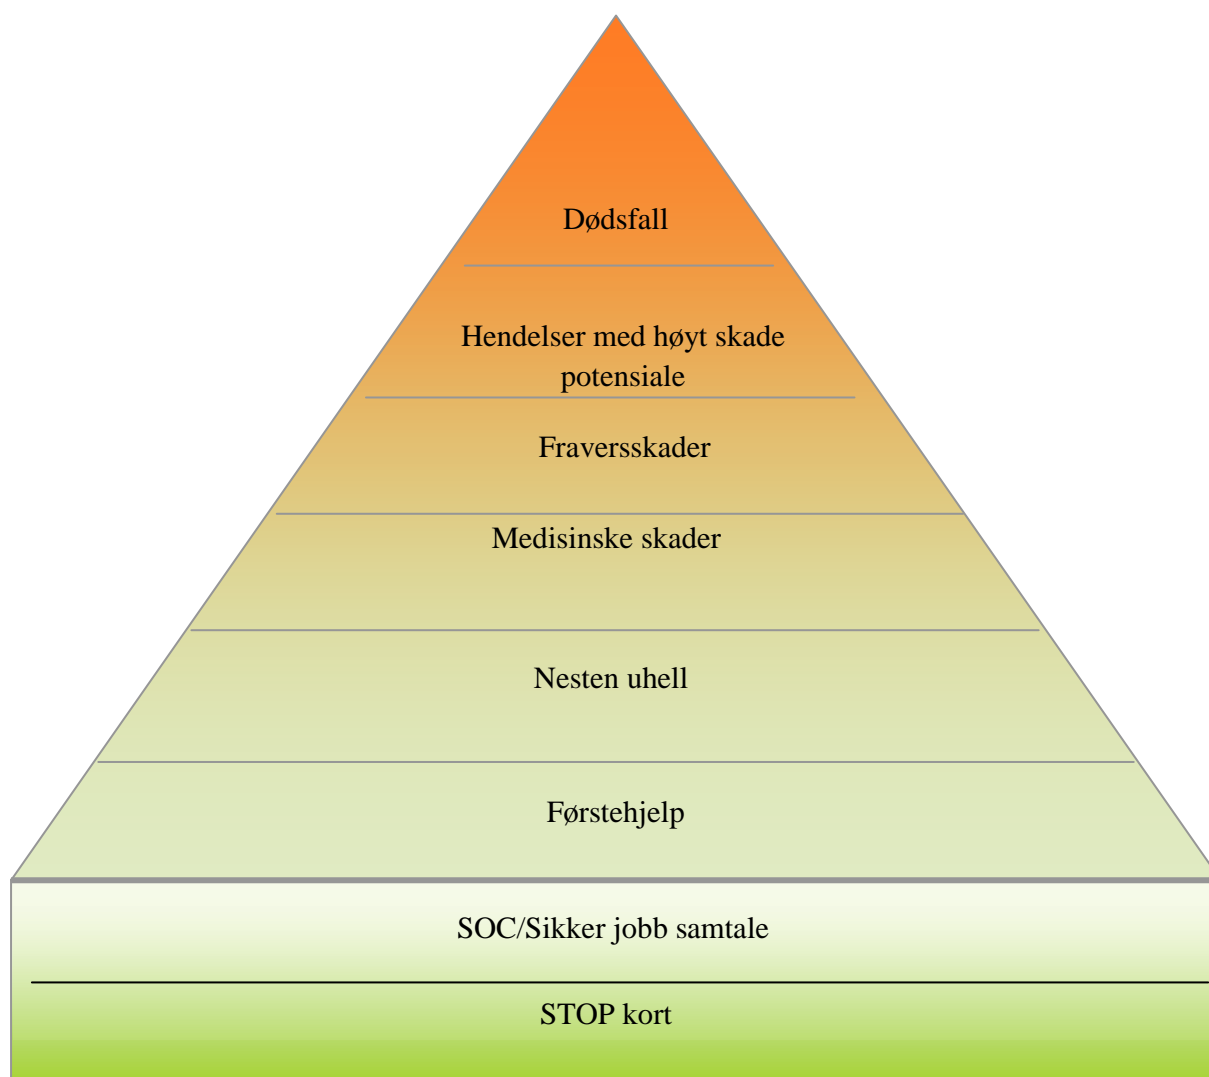 Dødsfall
Hendelser med høyt skade
potensiale
Fraversskader
Medisinske skader
Nesten uhell
Førstehjelp
SOC/Sikker jobb samtale
STOP kort